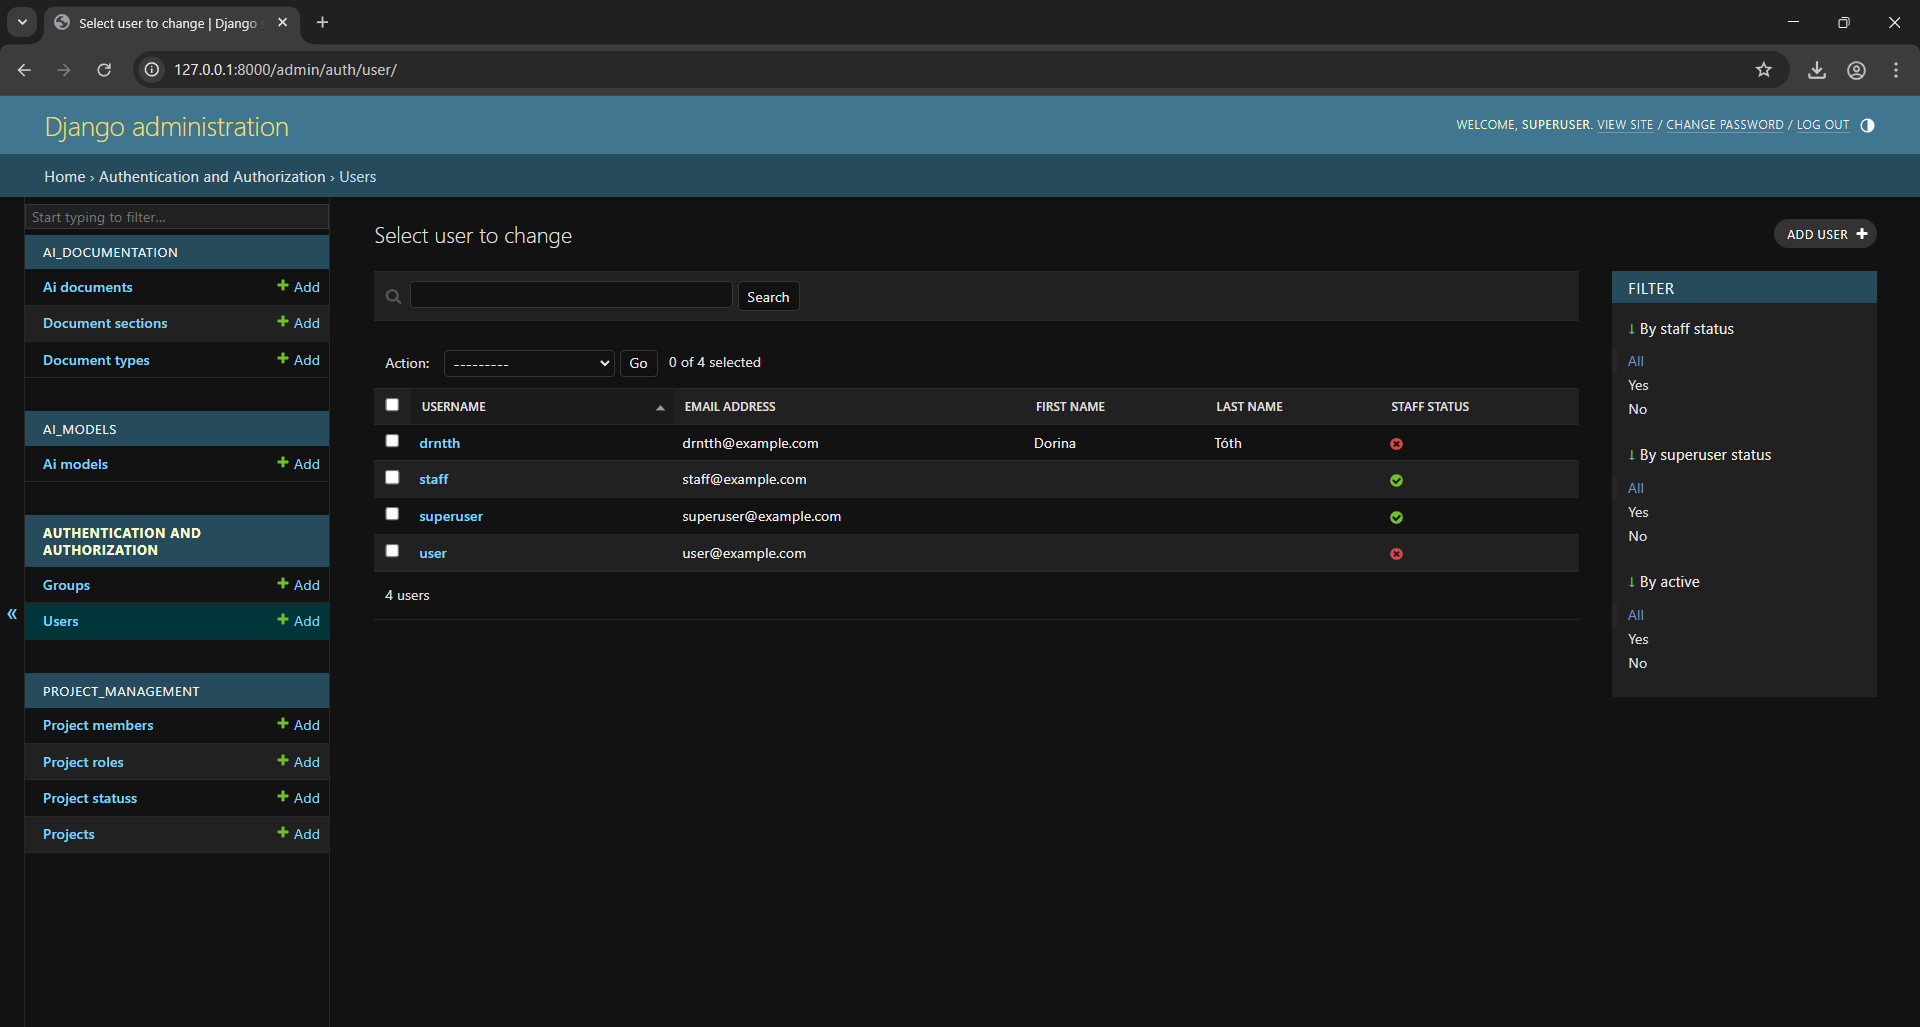 Select user to change | Django
127.0.0.1:8000/admin/auth/user/
Django administration
WELCOME, SUPERUSER. VIEW SITE / CHANGE PASSWORD / LOG OUT
Home › Authentication and Authorization › Users
Start typing to filter...
AI_DOCUMENTATION
Ai documents Add
Document sections Add
Document types Add
AI_MODELS
Ai models Add
AUTHENTICATION AND
AUTHORIZATION
Groups Add
Users Add
PROJECT_MANAGEMENT
Project members Add
Project roles Add
Project statuss Add
Projects Add
«
Select user to change
ADD USER
Search
Action: --------- Go 0 of 4 selected
USERNAME EMAIL ADDRESS FIRST NAME LAST NAME STAFF STATUS
drntth drntth@example.com Dorina Tóth
staff staff@example.com
superuser superuser@example.com
user user@example.com
4 users
FILTER
↓ By staff status
All
Yes
No
↓ By superuser status
All
Yes
No
↓ By active
All
Yes
No